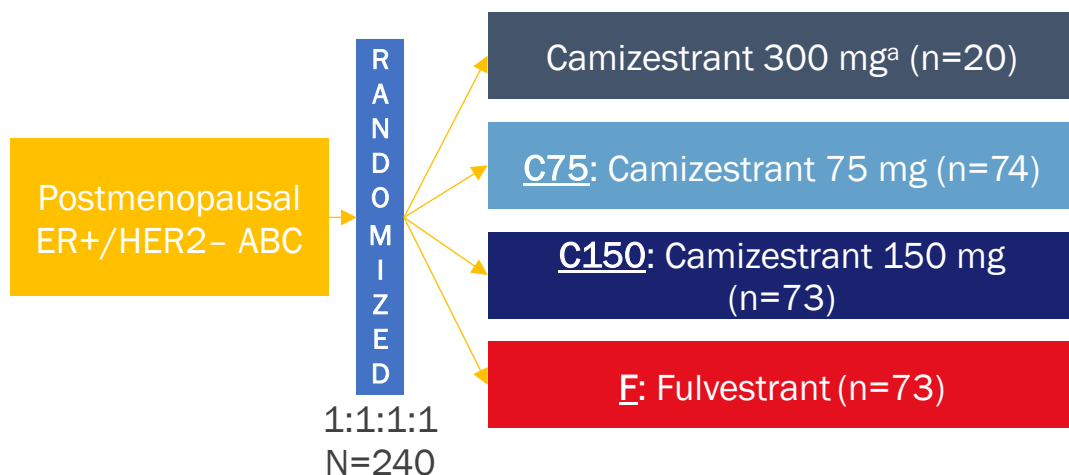 Postmenopausal
ER+/HER2– ABC
RANDOMIZED
1:1:1:1
N=240
Camizestrant 300 mgᵃ (n=20)
C75: Camizestrant 75 mg (n=74)
C150: Camizestrant 150 mg
(n=73)
F: Fulvestrant (n=73)